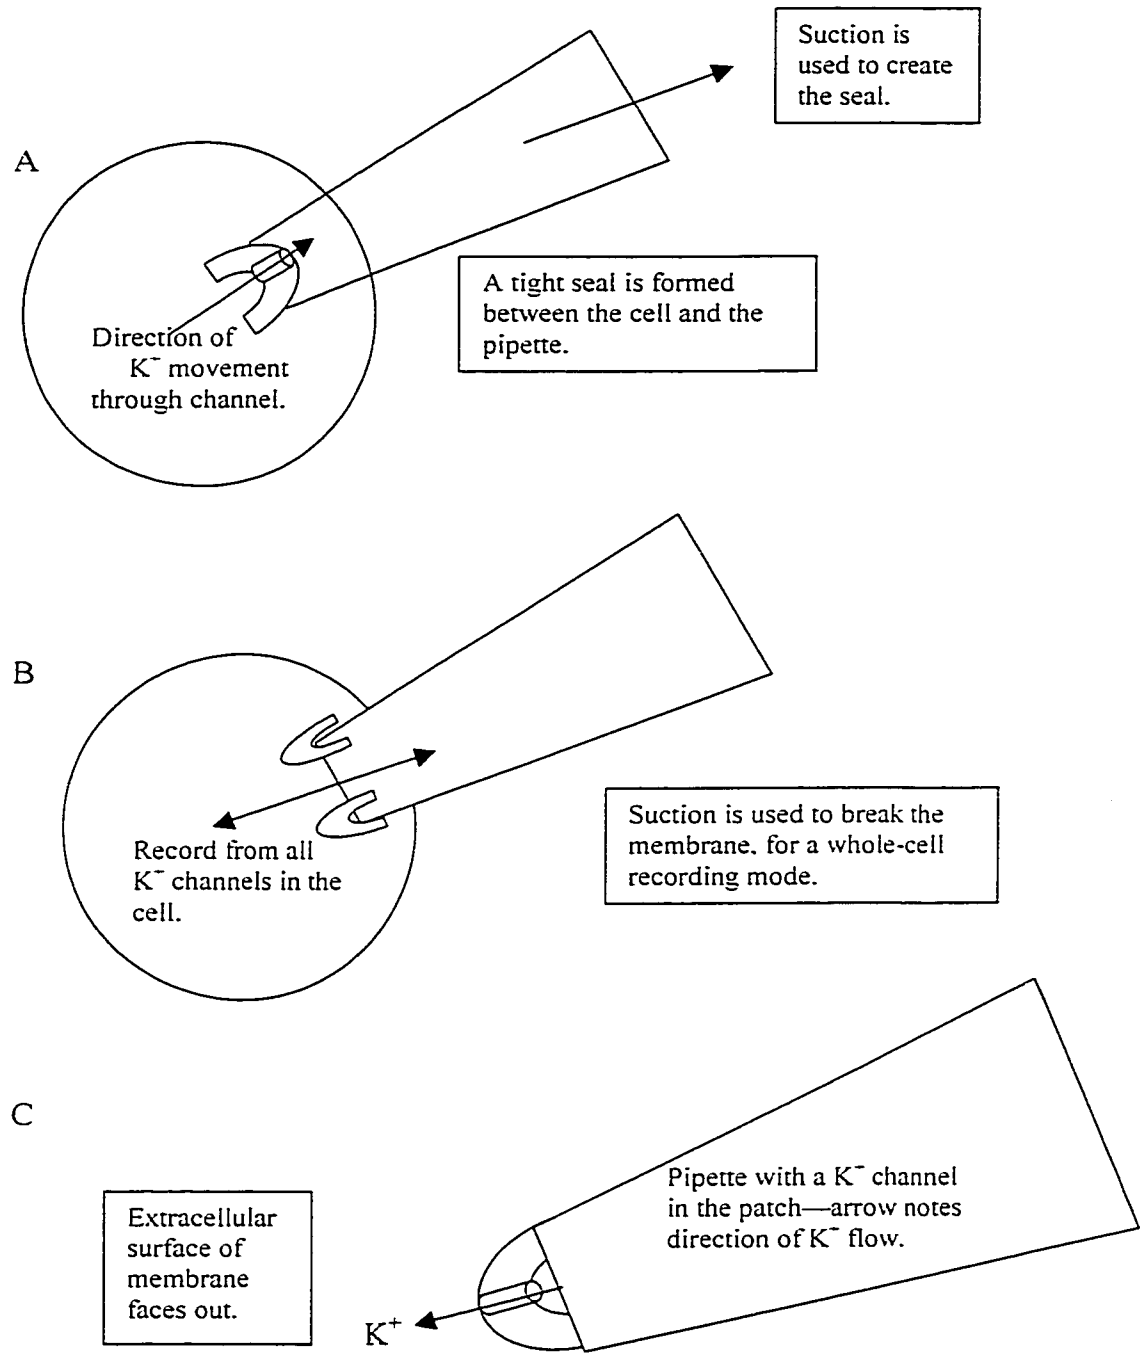 Suction is
used to create
the seal.
A
A tight seal is formed
between the cell and the
pipette.
Direction of
K⁺ movement
through channel.
B
Suction is used to break the
membrane, for a whole-cell
recording mode.
Record from all
K⁺ channels in the
cell.
C
Pipette with a K⁺ channel
in the patch—arrow notes
direction of K⁺ flow.
Extracellular
surface of
membrane
faces out.
K⁺